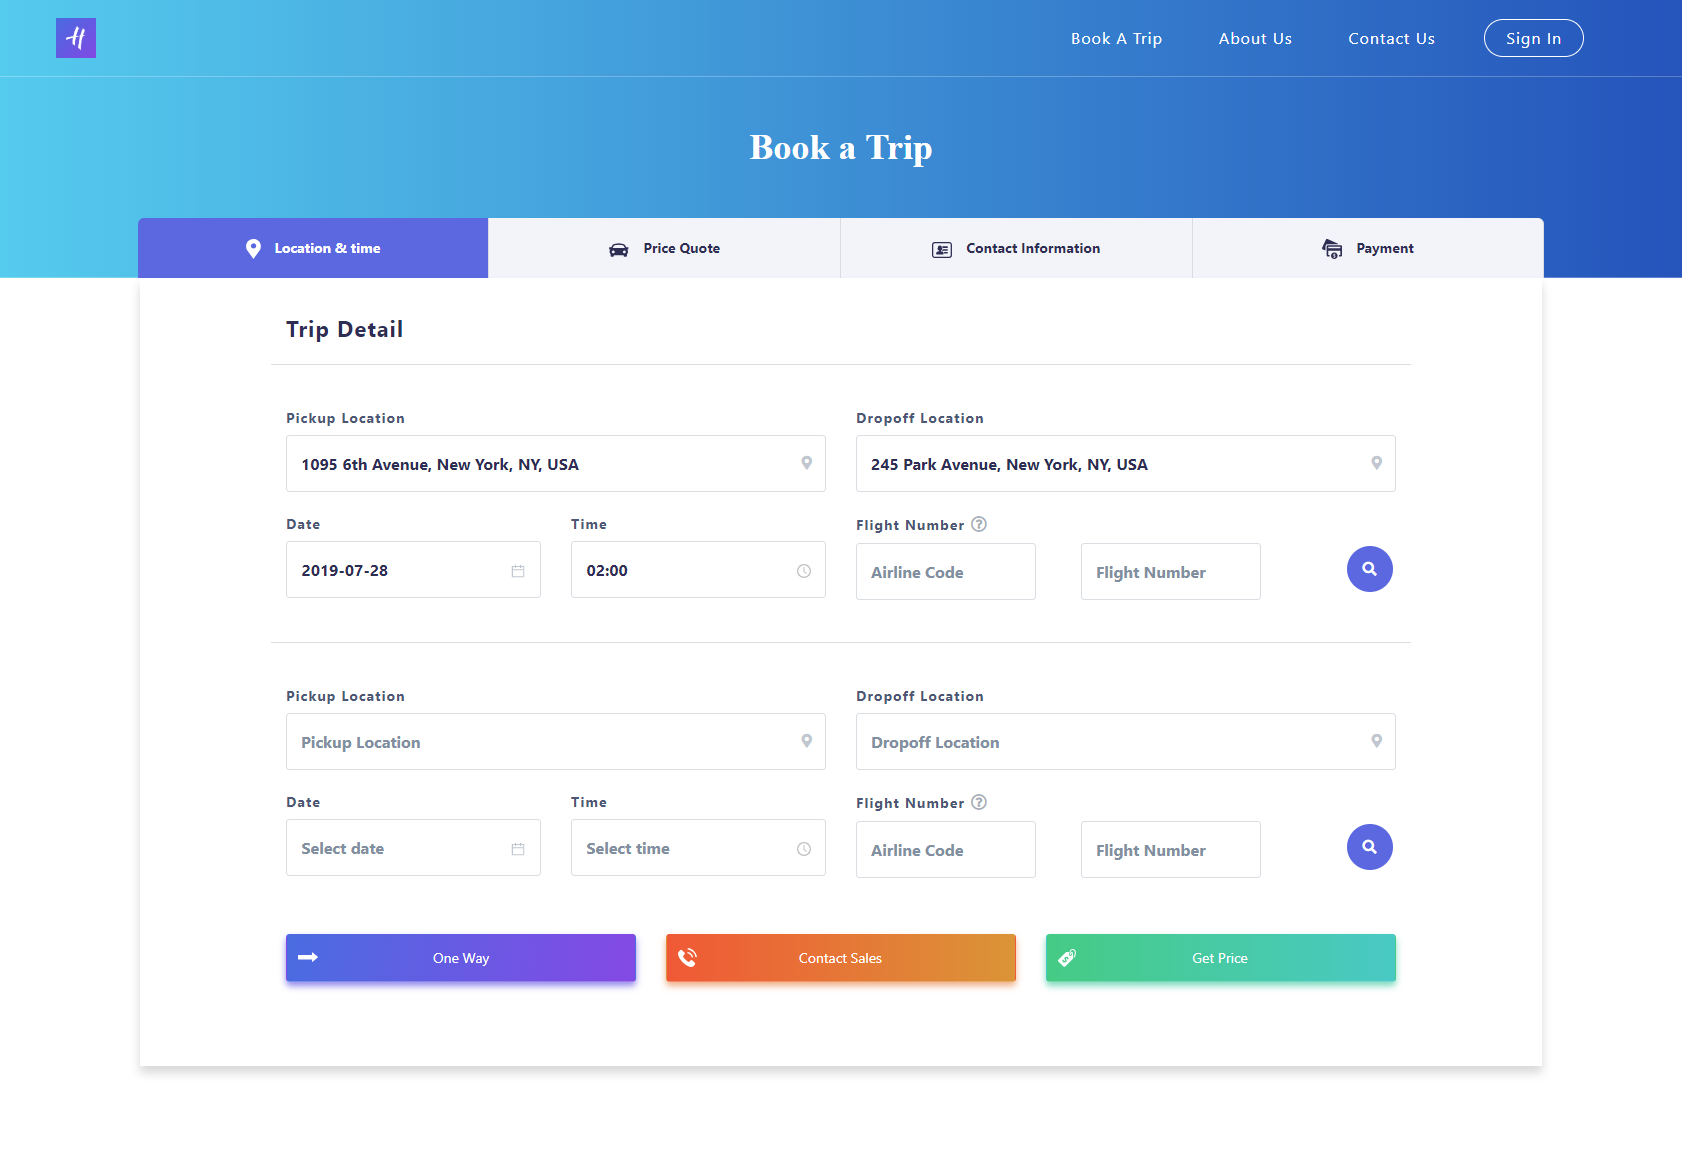 Book A Trip
About Us
Contact Us
Sign In
Book a Trip
Location & time
Price Quote
Contact Information
Payment
Trip Detail
Pickup Location
Dropoff Location
1095 6th Avenue, New York, NY, USA
245 Park Avenue, New York, NY, USA
Date
Time
Flight Number
2019-07-28
02:00
Airline Code
Flight Number
Pickup Location
Dropoff Location
Pickup Location
Dropoff Location
Date
Time
Flight Number
Select date
Select time
Airline Code
Flight Number
One Way
Contact Sales
Get Price